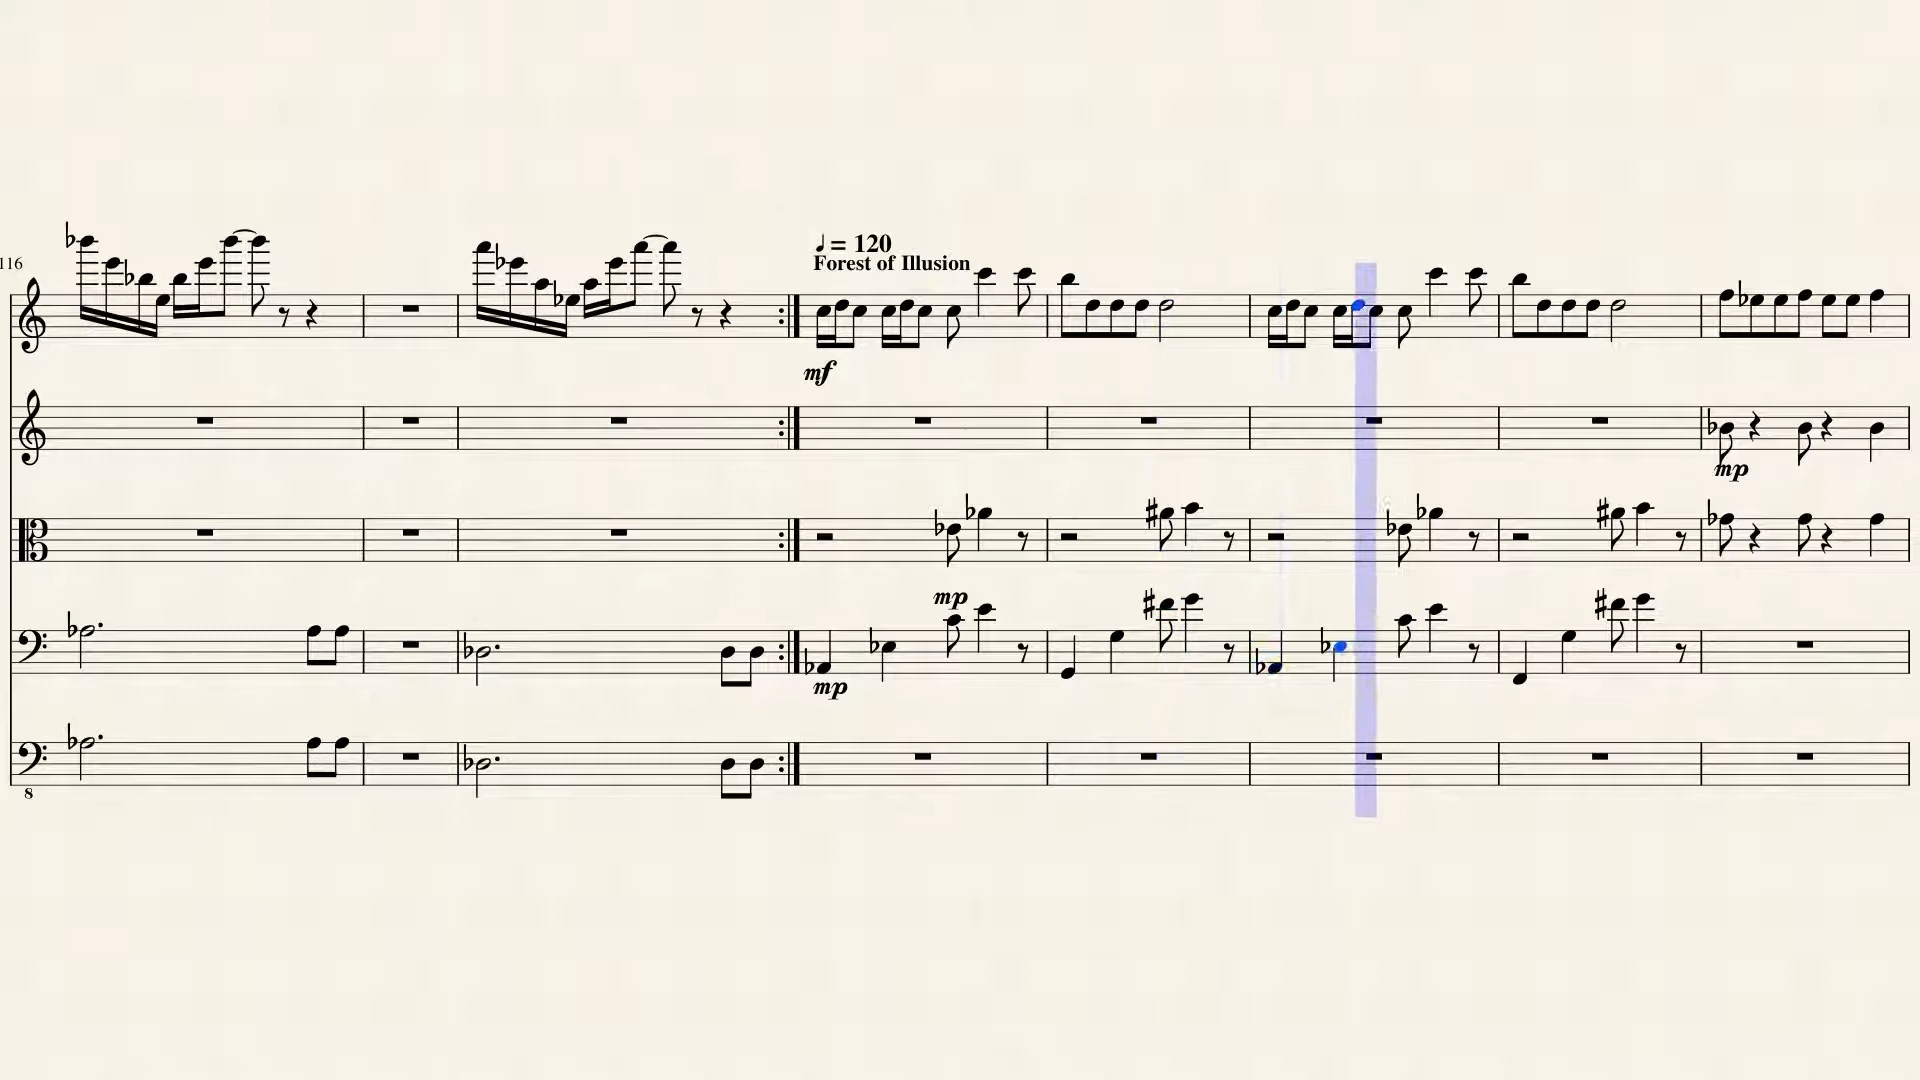 116
♩= 120
Forest of Illusion
mf
mp
mp
mp
8